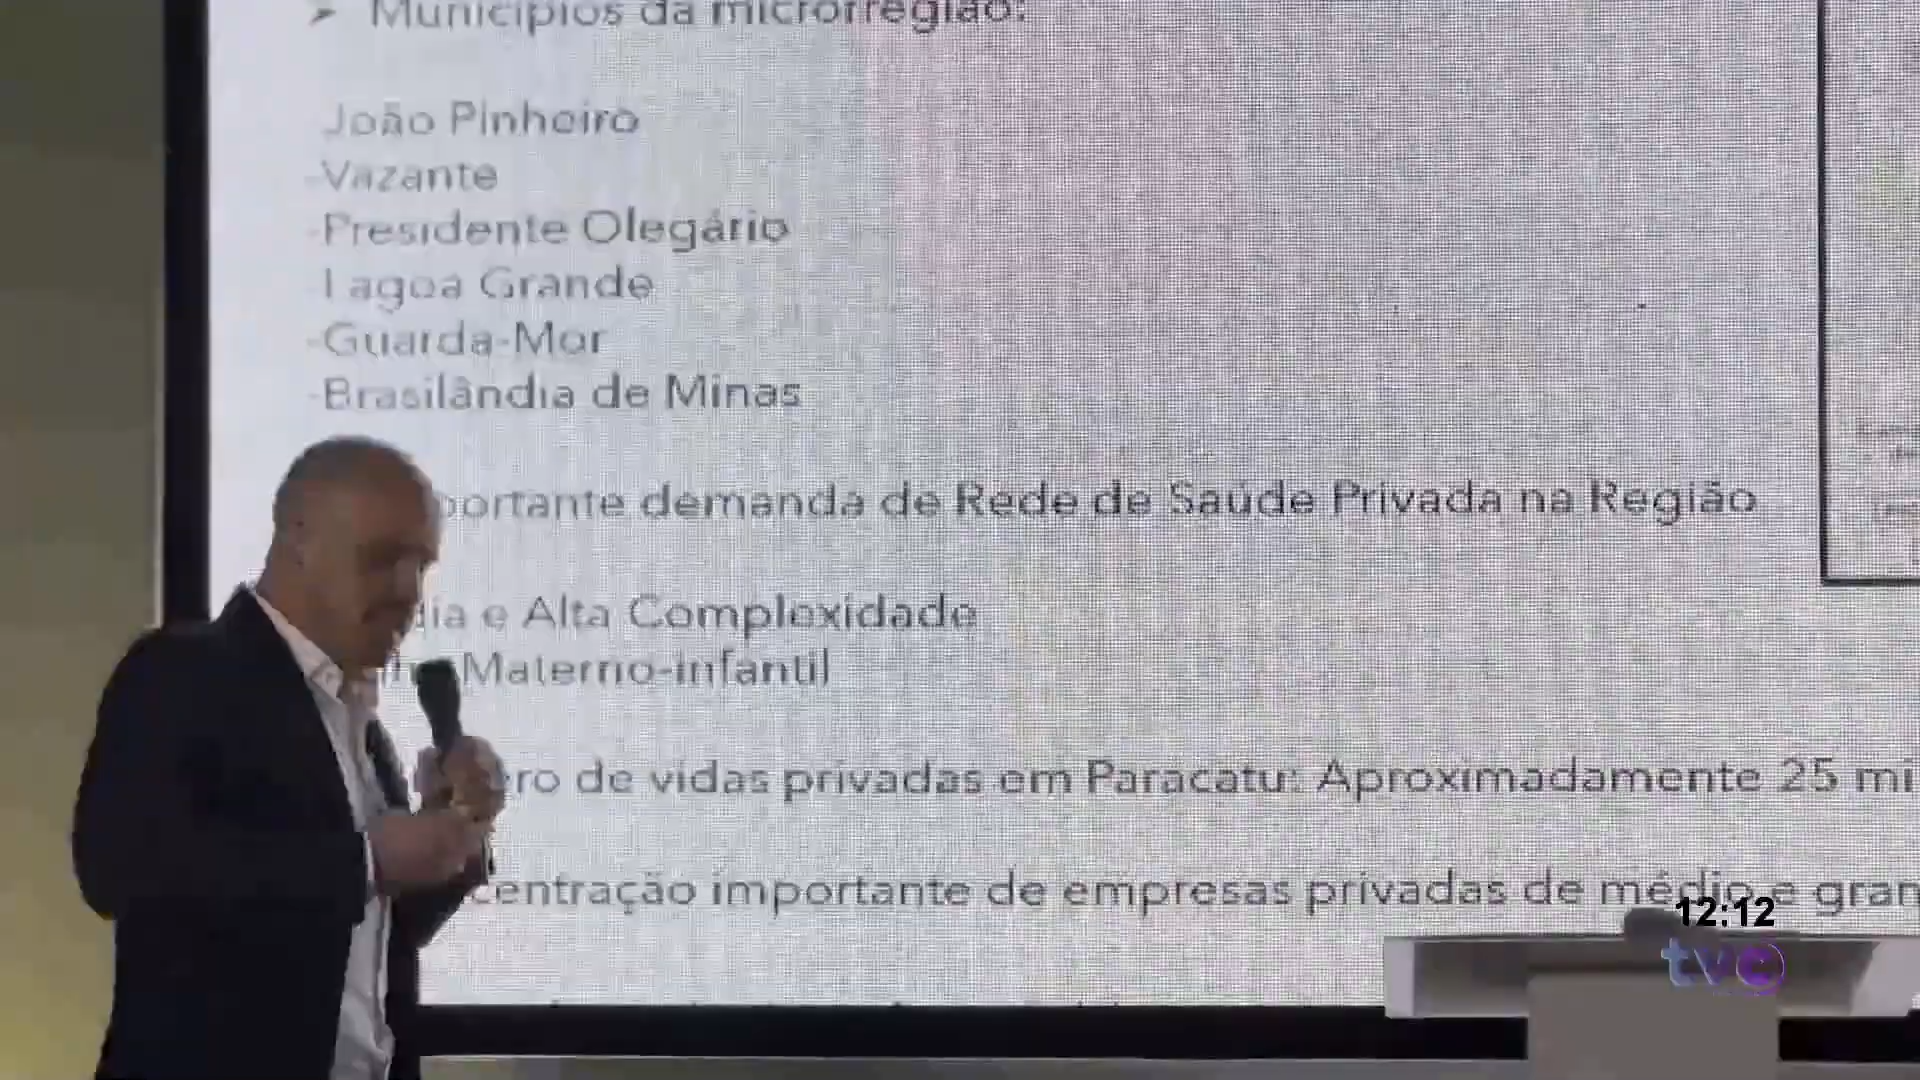 ➤ Municípios da microrregião:
João Pinheiro
-Vazante
-Presidente Olegário
Lagoa Grande
-Guarda-Mor
-Brasilândia de Minas
portante demanda de Rede de Saúde Privada na Região
dia e Alta Complexidade
Materno-infantil
ero de vidas privadas em Paracatu: Aproximadamente 25 mi
centração importante de empresas privadas de médio e gran
12:12
tvc